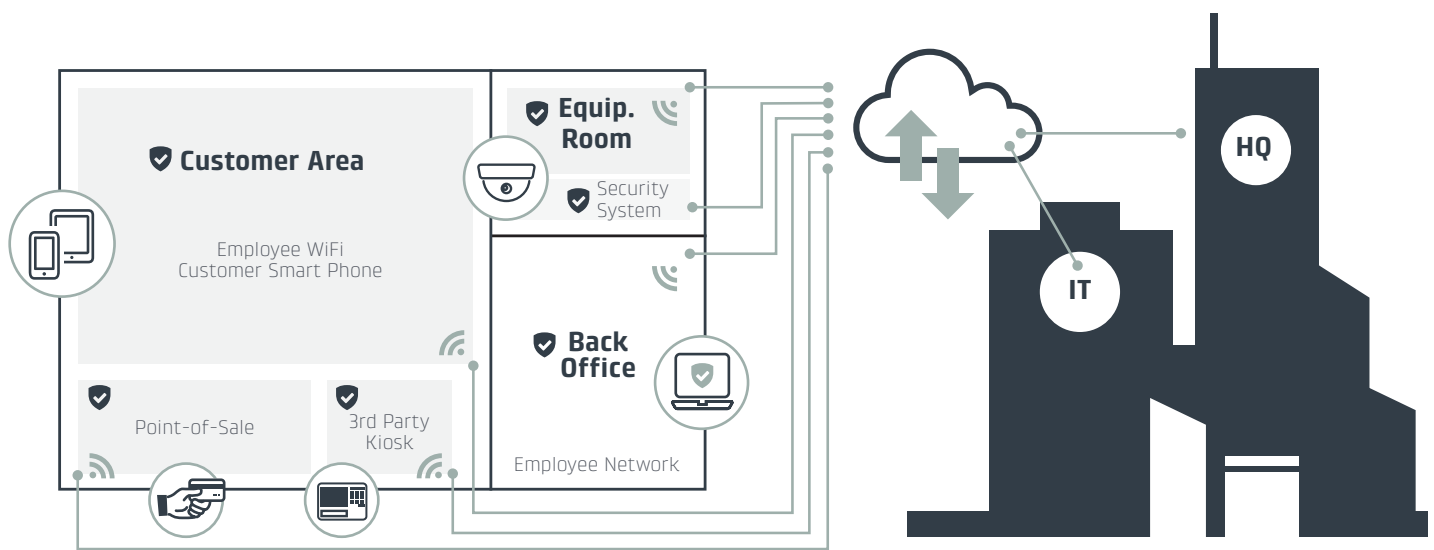 Customer Area
Employee WiFi
Customer Smart Phone
Point-of-Sale
3rd Party
Kiosk
Equip.
Room
Security
System
Back
Office
Employee Network
HQ
IT